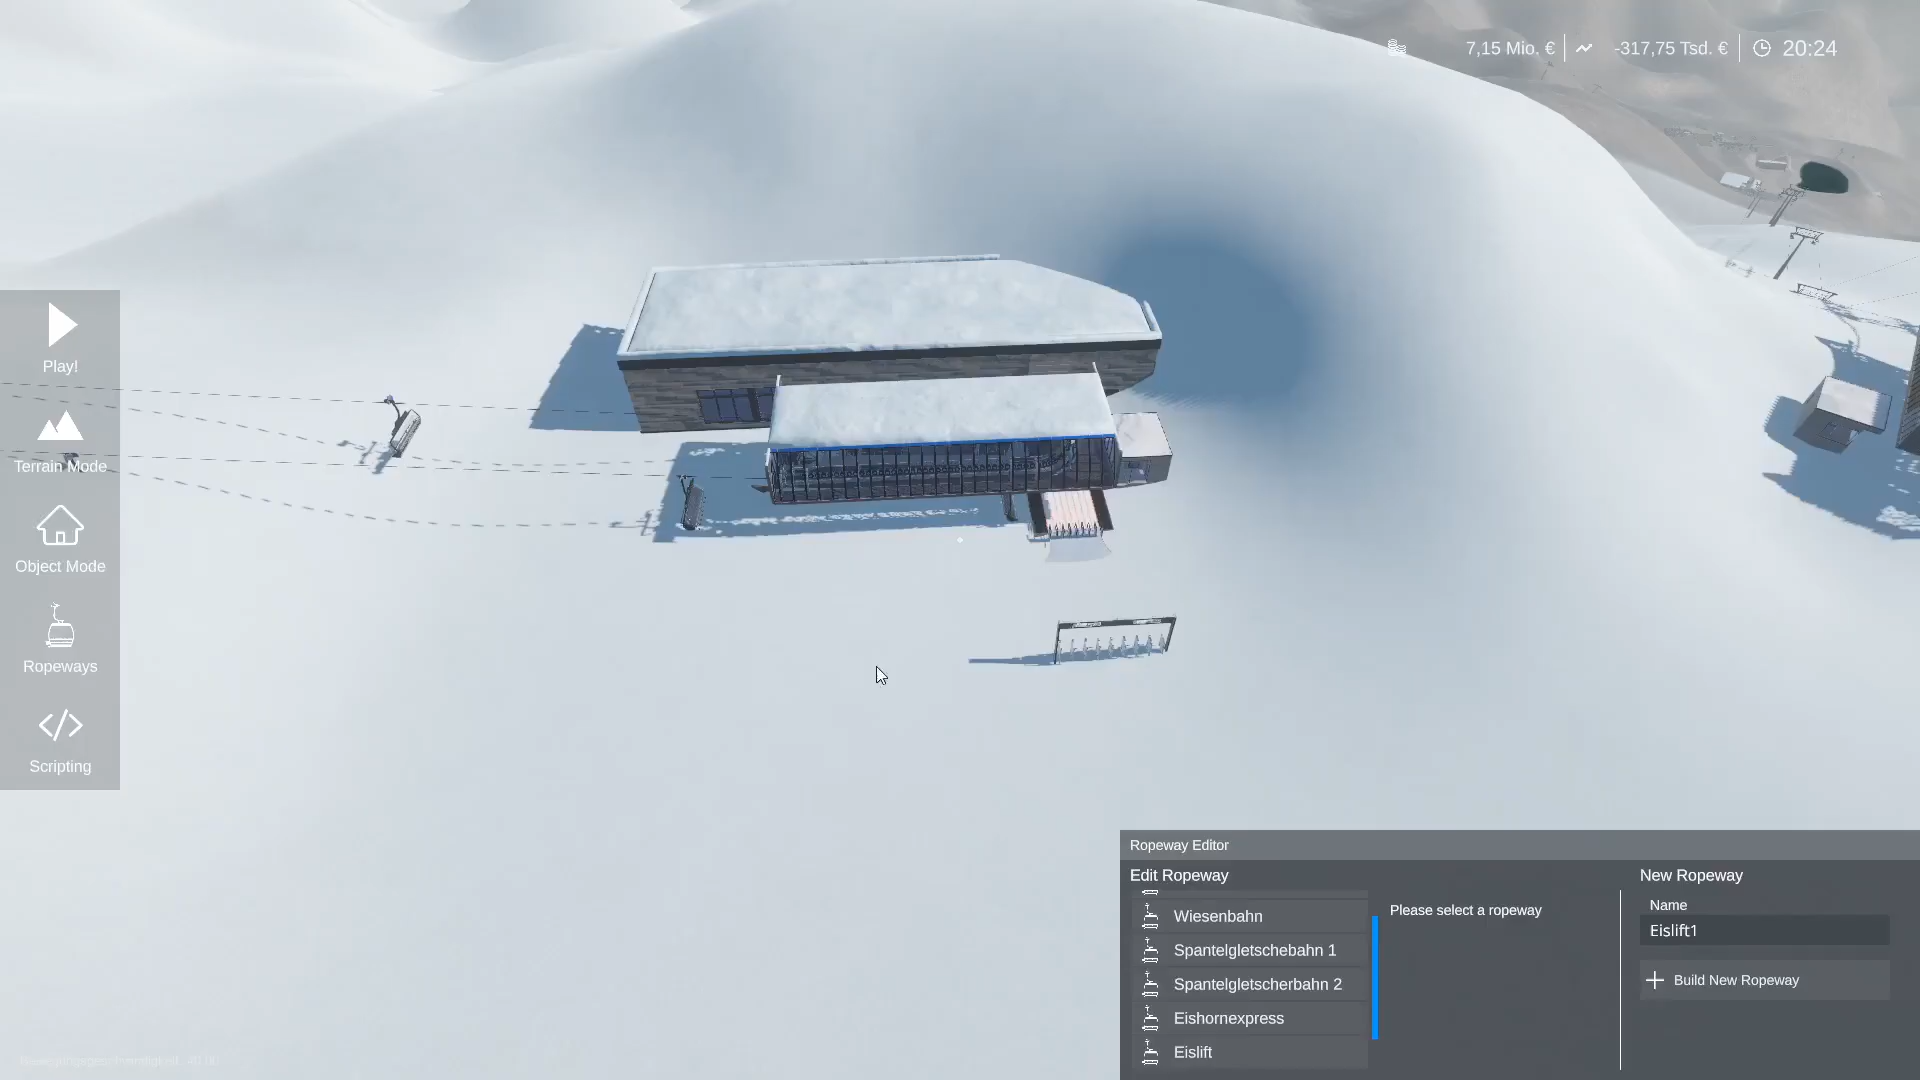 7,15 Mio. €
-317,75 Tsd. €
20:24
Play!
Terrain Mode
Object Mode
Ropeways
Scripting
Ropeway Editor
Edit Ropeway
Wiesenbahn
Spantelgletschebahn 1
Spantelgletscherbahn 2
Eishornexpress
Eislift
Please select a ropeway
New Ropeway
Name
Eislift1
Build New Ropeway